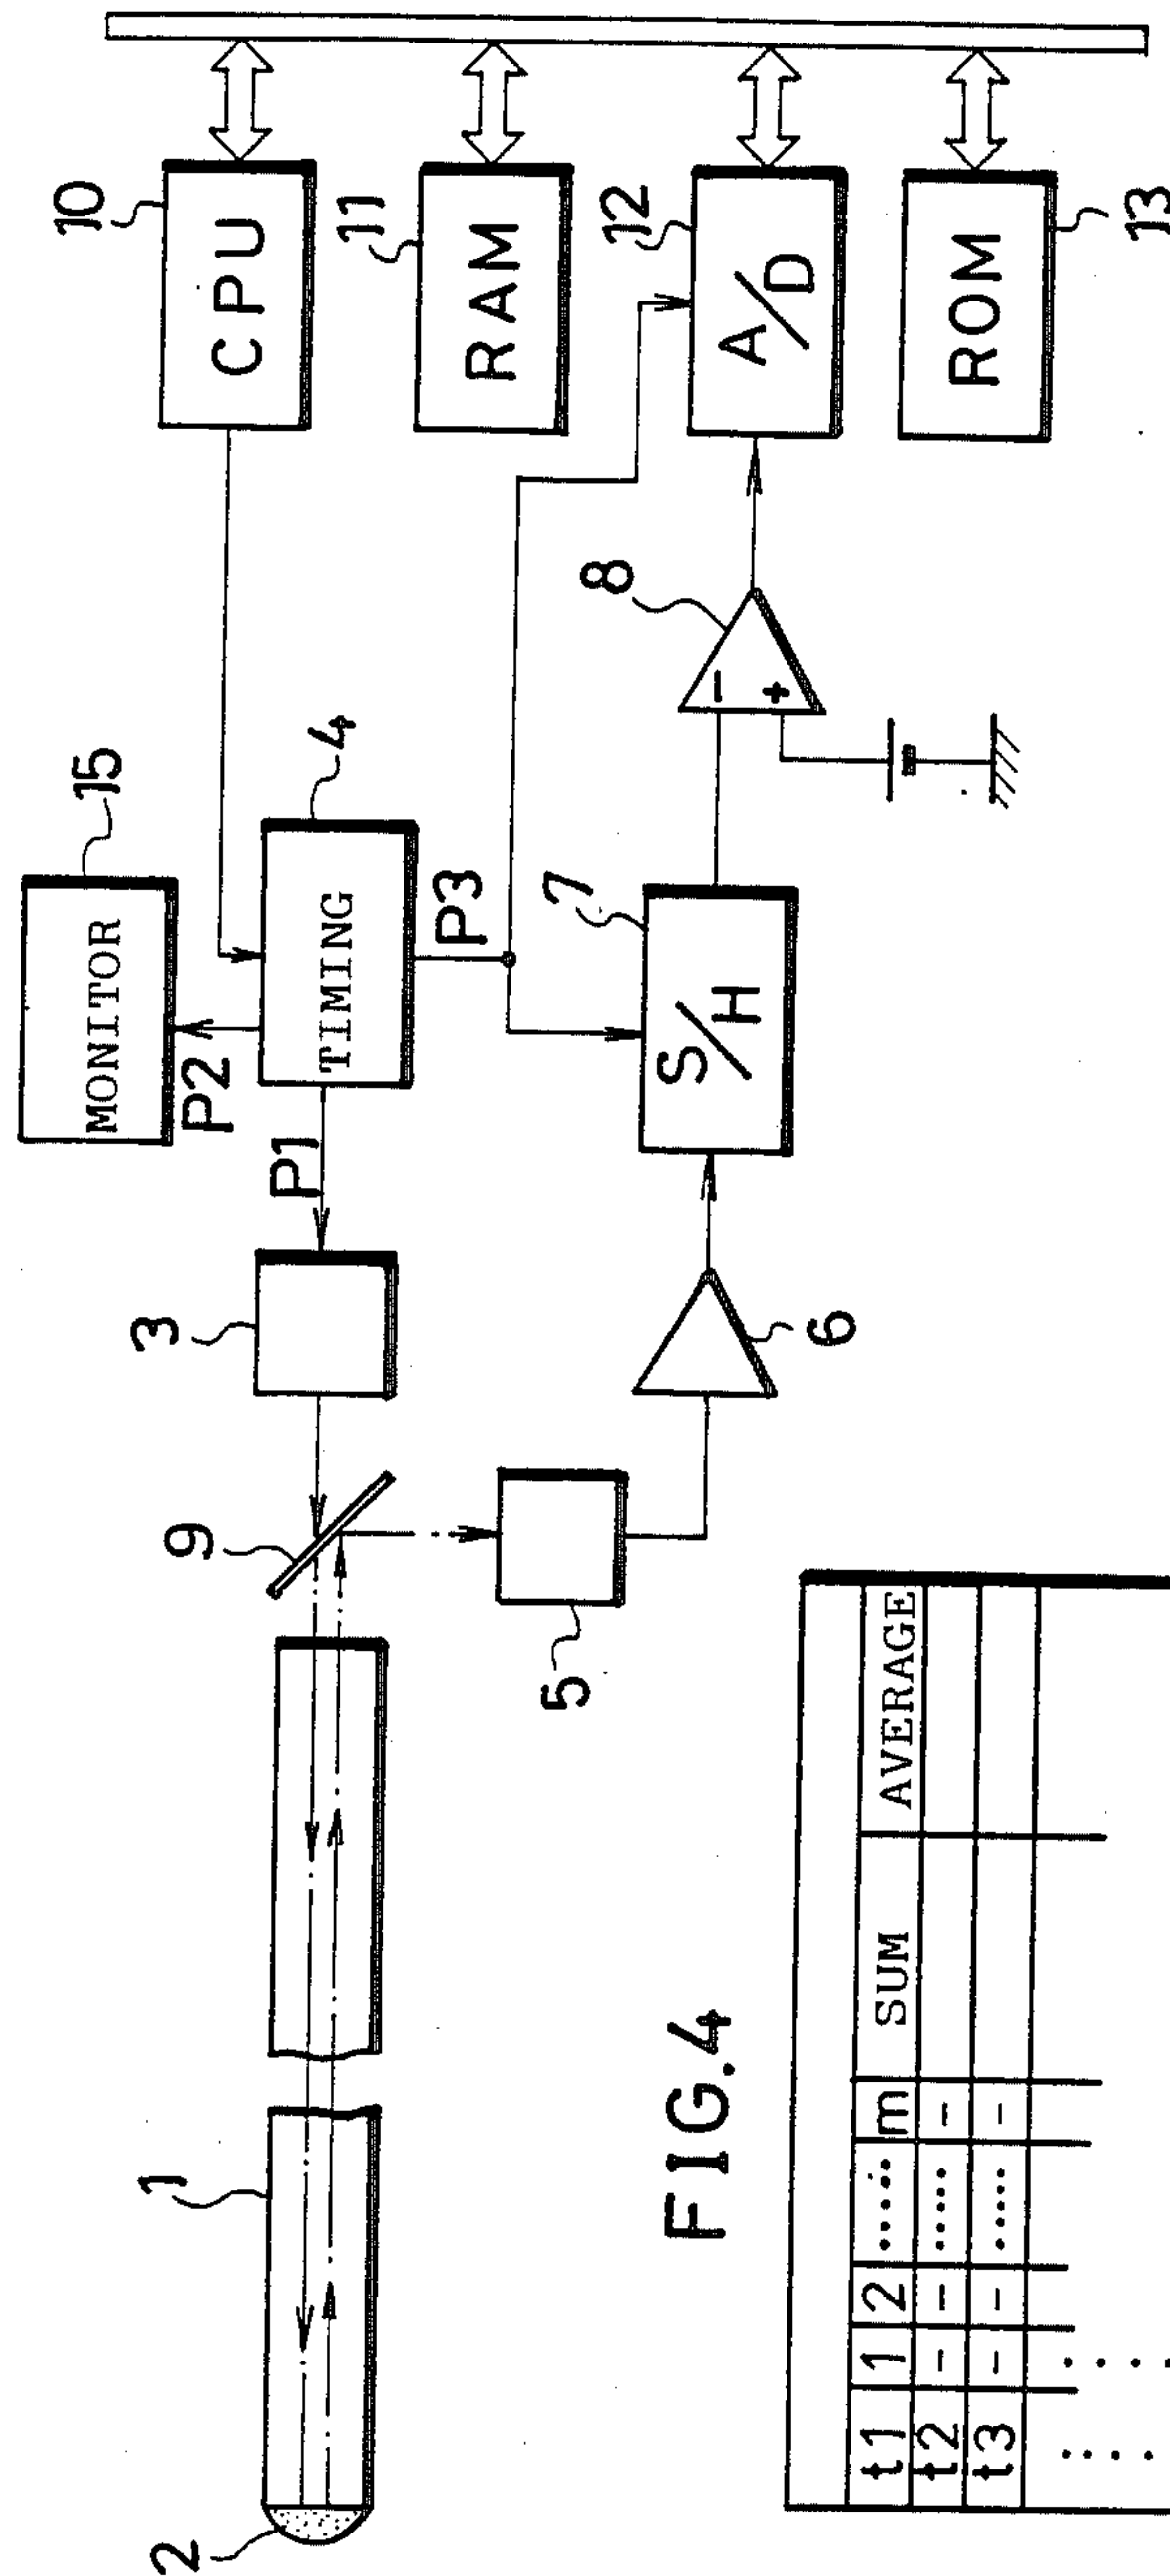 10
CPU
11
RAM
12
A/D
13
ROM
15
MONITOR
P2
4
TIMING
P1
P3
8
-
+
7
S/H
3
6
9
5
1
2
FIG.4
t1 1 2 ..... m SUM AVERAGE
t2 - - ..... -
t3 - - ..... -